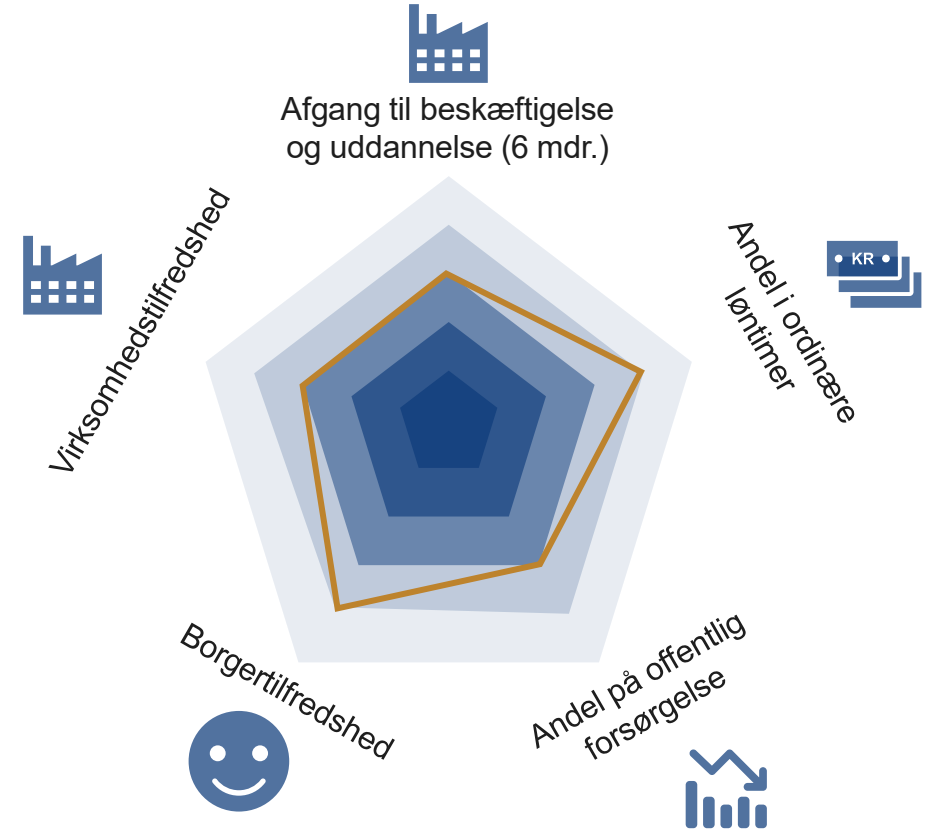 Afgang til beskæftigelse
og uddannelse (6 mdr.)
Virksomhedstilfredshed
Andel i ordinære
løntimer
KR
Borgertilfredshed
Andel på offentlig
forsørgelse